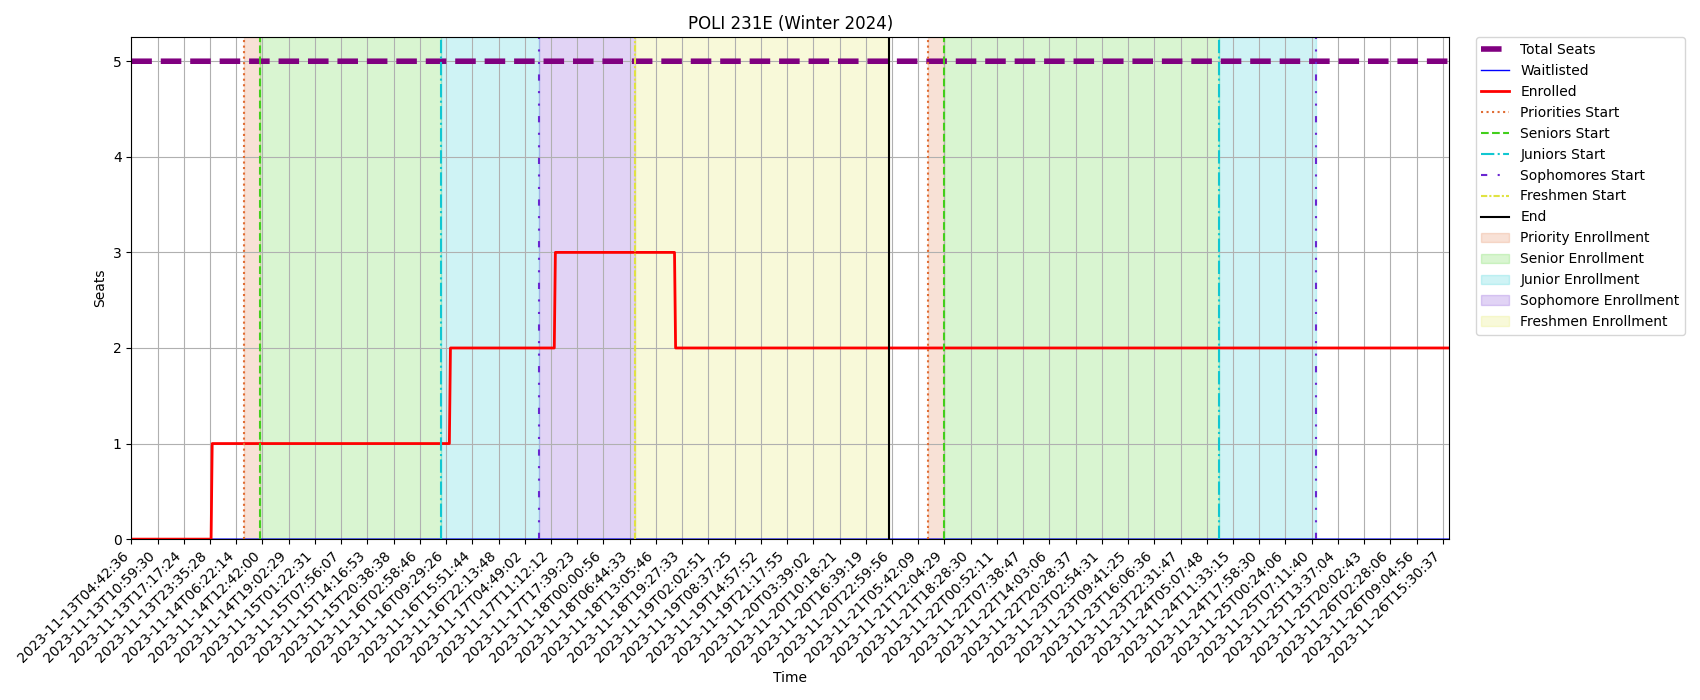 POLI 231E (Winter 2024)
Seats
5
4
3
2
1
0
2023-11-13T04:42:36
2023-11-13T10:59:30
2023-11-13T17:17:24
2023-11-13T23:35:28
2023-11-14T06:22:14
2023-11-14T12:42:00
2023-11-14T19:02:29
2023-11-15T01:22:31
2023-11-15T07:56:07
2023-11-15T14:16:53
2023-11-15T20:38:38
2023-11-16T02:58:46
2023-11-16T09:29:26
2023-11-16T15:51:44
2023-11-16T22:13:48
2023-11-17T04:49:02
2023-11-17T11:12:12
2023-11-17T17:39:23
2023-11-18T00:00:56
2023-11-18T06:44:33
2023-11-18T13:05:46
2023-11-18T19:27:33
2023-11-19T02:02:51
2023-11-19T08:37:25
2023-11-19T14:57:52
2023-11-19T21:17:55
2023-11-20T03:39:02
2023-11-20T10:18:21
2023-11-20T16:39:19
2023-11-20T22:59:56
2023-11-21T05:42:09
2023-11-21T12:04:29
2023-11-21T18:28:30
2023-11-22T00:52:11
2023-11-22T07:38:47
2023-11-22T14:03:06
2023-11-22T20:28:37
2023-11-23T02:54:31
2023-11-23T09:41:25
2023-11-23T16:06:36
2023-11-23T22:31:47
2023-11-24T05:07:48
2023-11-24T11:33:15
2023-11-24T17:58:30
2023-11-25T00:24:06
2023-11-25T07:11:40
2023-11-25T13:37:04
2023-11-25T20:02:43
2023-11-26T02:28:06
2023-11-26T09:04:56
2023-11-26T15:30:37
Time
Total Seats
Waitlisted
Enrolled
Priorities Start
Seniors Start
Juniors Start
Sophomores Start
Freshmen Start
End
Priority Enrollment
Senior Enrollment
Junior Enrollment
Sophomore Enrollment
Freshmen Enrollment